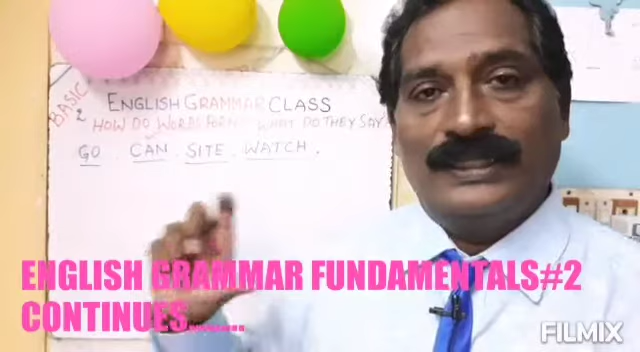 BASIC
ENGLISH GRAMMAR CLASS
2 HOW DO WORDS FORM WHAT DO THEY SAY
GO CAN SITE WATCH.
ENGLISH GRAMMAR FUNDAMENTALS#2
CONTINUES.........
FILMIX